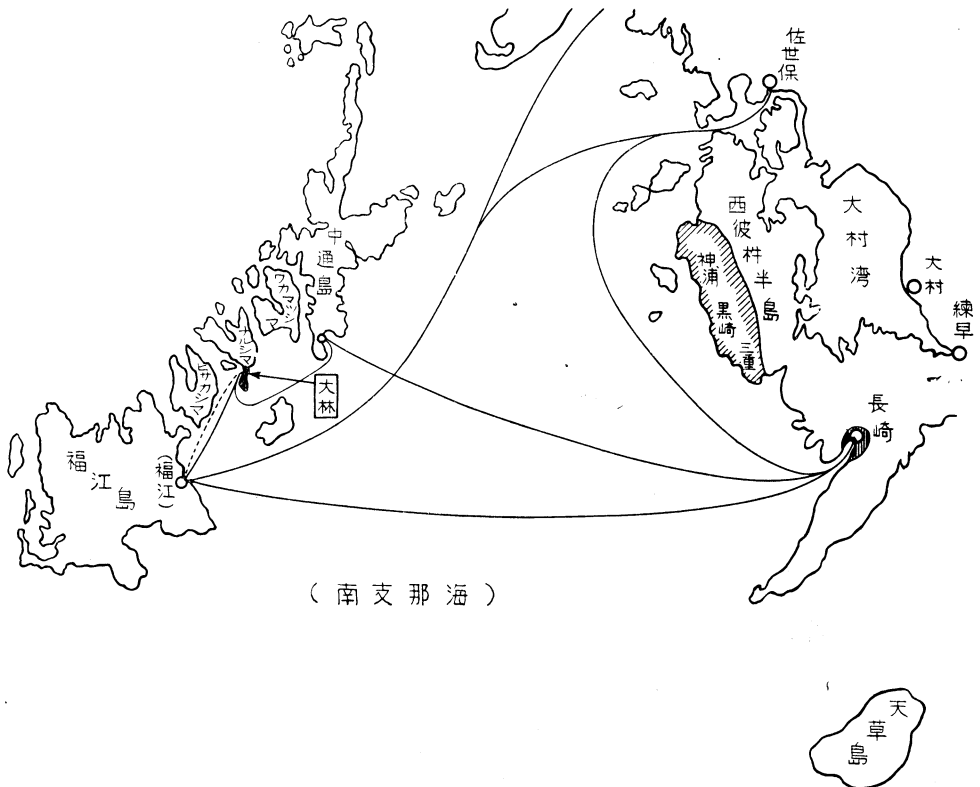 佐世保
西彼杵半島
大村湾
大村
練早
神浦
黒崎
三重
長崎
中通島
ワカマツシマ
ナルシマ
ヒサカシマ
大林
福江島
(福江)
(南支那海)
天草島